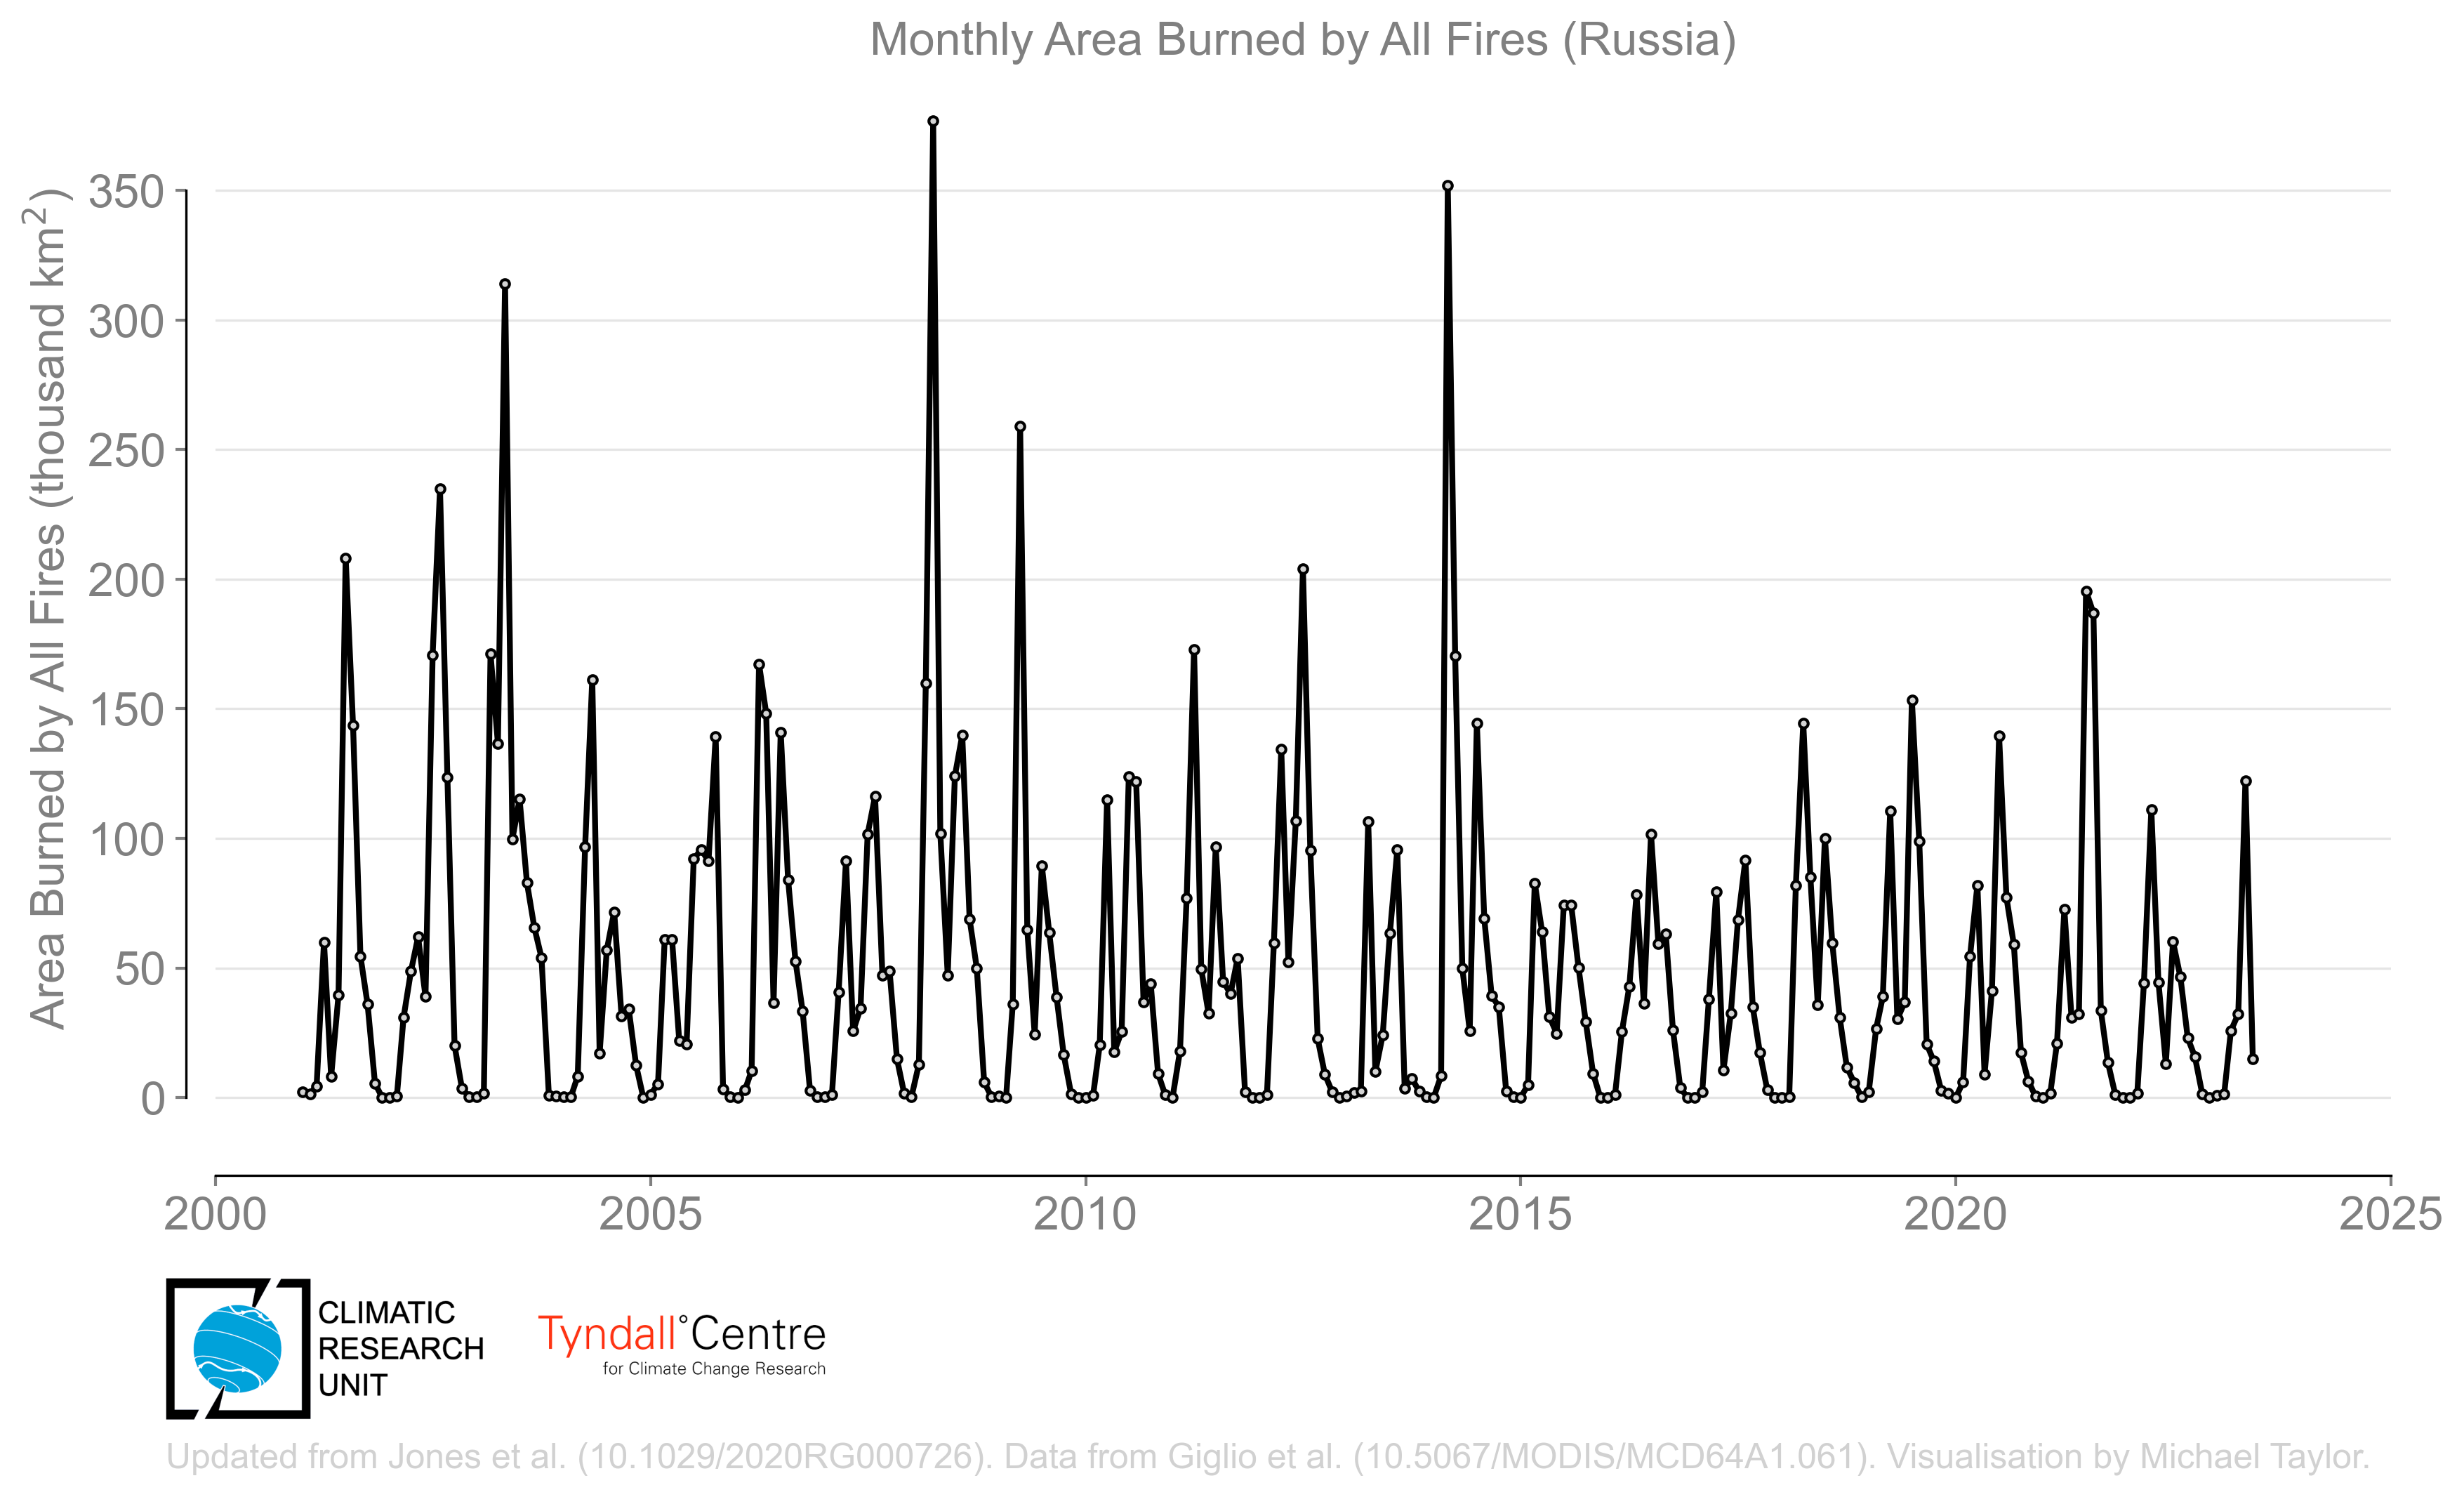 Monthly Area Burned by All Fires (Russia)
Area Burned by All Fires (thousand km²)
350
300
250
200
150
100
50
0
2000 2005 2010 2015 2020 2025
CLIMATIC
RESEARCH
UNIT
Tyndall°Centre
for Climate Change Research
Updated from Jones et al. (10.1029/2020RG000726). Data from Giglio et al. (10.5067/MODIS/MCD64A1.061). Visualisation by Michael Taylor.